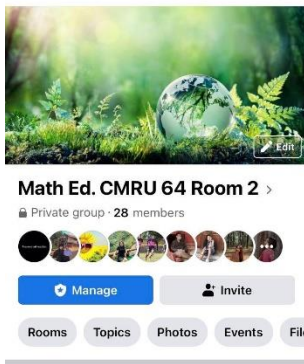 Edit
Math Ed. CMRU 64 Room 2 >
Private group · 28 members
Manage
Invite
Rooms
Topics
Photos
Events
Fil